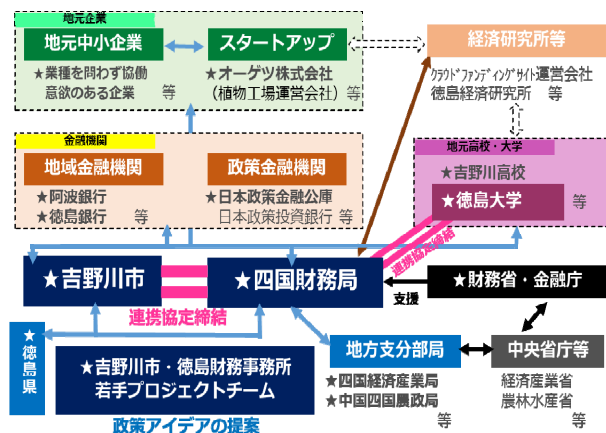 地元企業
地元中小企業
スタートアップ
★業種を問わず協働
意欲のある企業 等
★オーゲツ株式会社
（植物工場運営会社）等
経済研究所等
クラウドファンディングサイト運営会社
徳島経済研究所 等
金融機関
地域金融機関
政策金融機関
★阿波銀行
★徳島銀行 等
★日本政策金融公庫
日本政策投資銀行 等
地元高校・大学
★吉野川高校
★徳島大学 等
★吉野川市
★四国財務局
連携協定締結
連携協定締結
★財務省・金融庁
支援
★徳島県
★吉野川市・徳島財務事務所
若手プロジェクトチーム
政策アイデアの提案
地方支分部局
★四国経済産業局
★中国四国農政局
等
中央省庁等
経済産業省
農林水産省
等